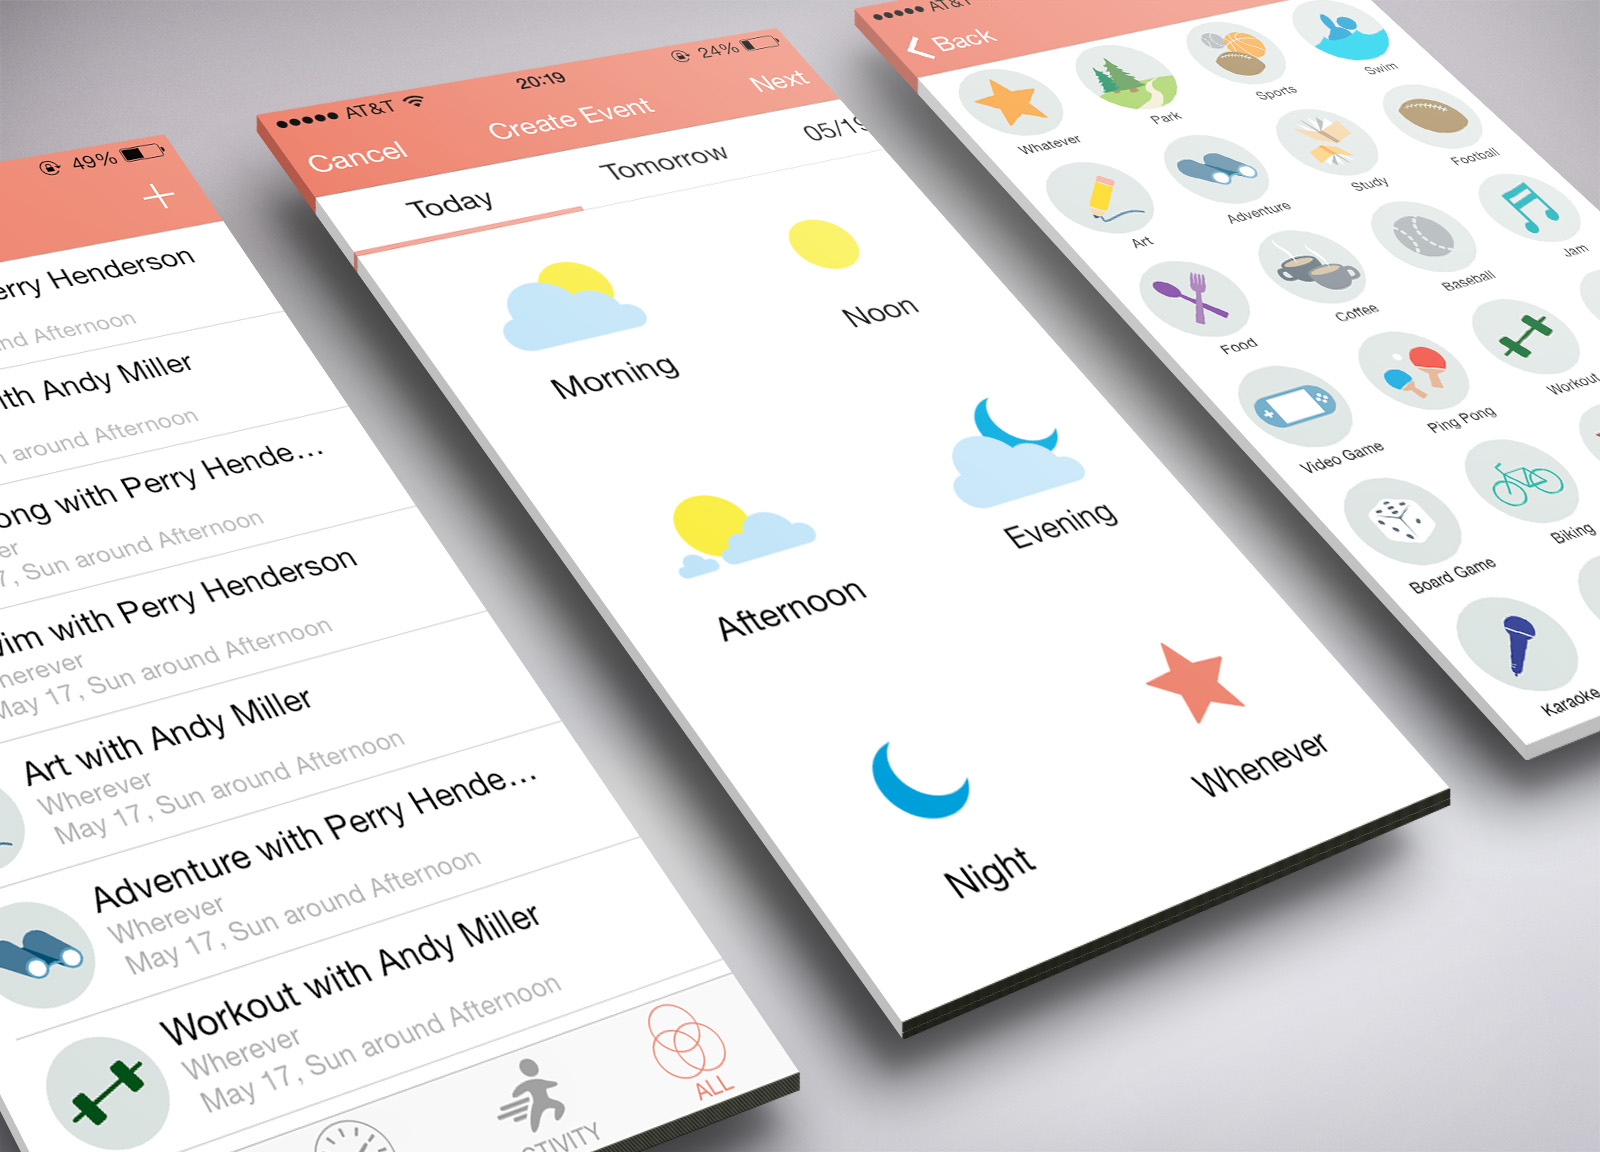 49%
erry Henderson
nd Afternoon
ith Andy Miller
n around Afternoon
ong with Perry Hende...
er
7, Sun around Afternoon
vim with Perry Henderson
herever
May 17, Sun around Afternoon
Art with Andy Miller
Wherever
May 17, Sun around Afternoon
Adventure with Perry Hende...
Wherever
May 17, Sun around Afternoon
Workout with Andy Miller
Wherever
May 17, Sun around Afternoon
CTIVITY
ALL
AT&T
20:19
24%
Cancel
Create Event
Next
Today
Tomorrow
05/19
Morning
Noon
Afternoon
Evening
Night
Whenever
AT&T
Back
Whatever
Park
Sports
Swim
Art
Adventure
Study
Football
Food
Coffee
Baseball
Jam
Video Game
Ping Pong
Workout
Board Game
Biking
Karaoke